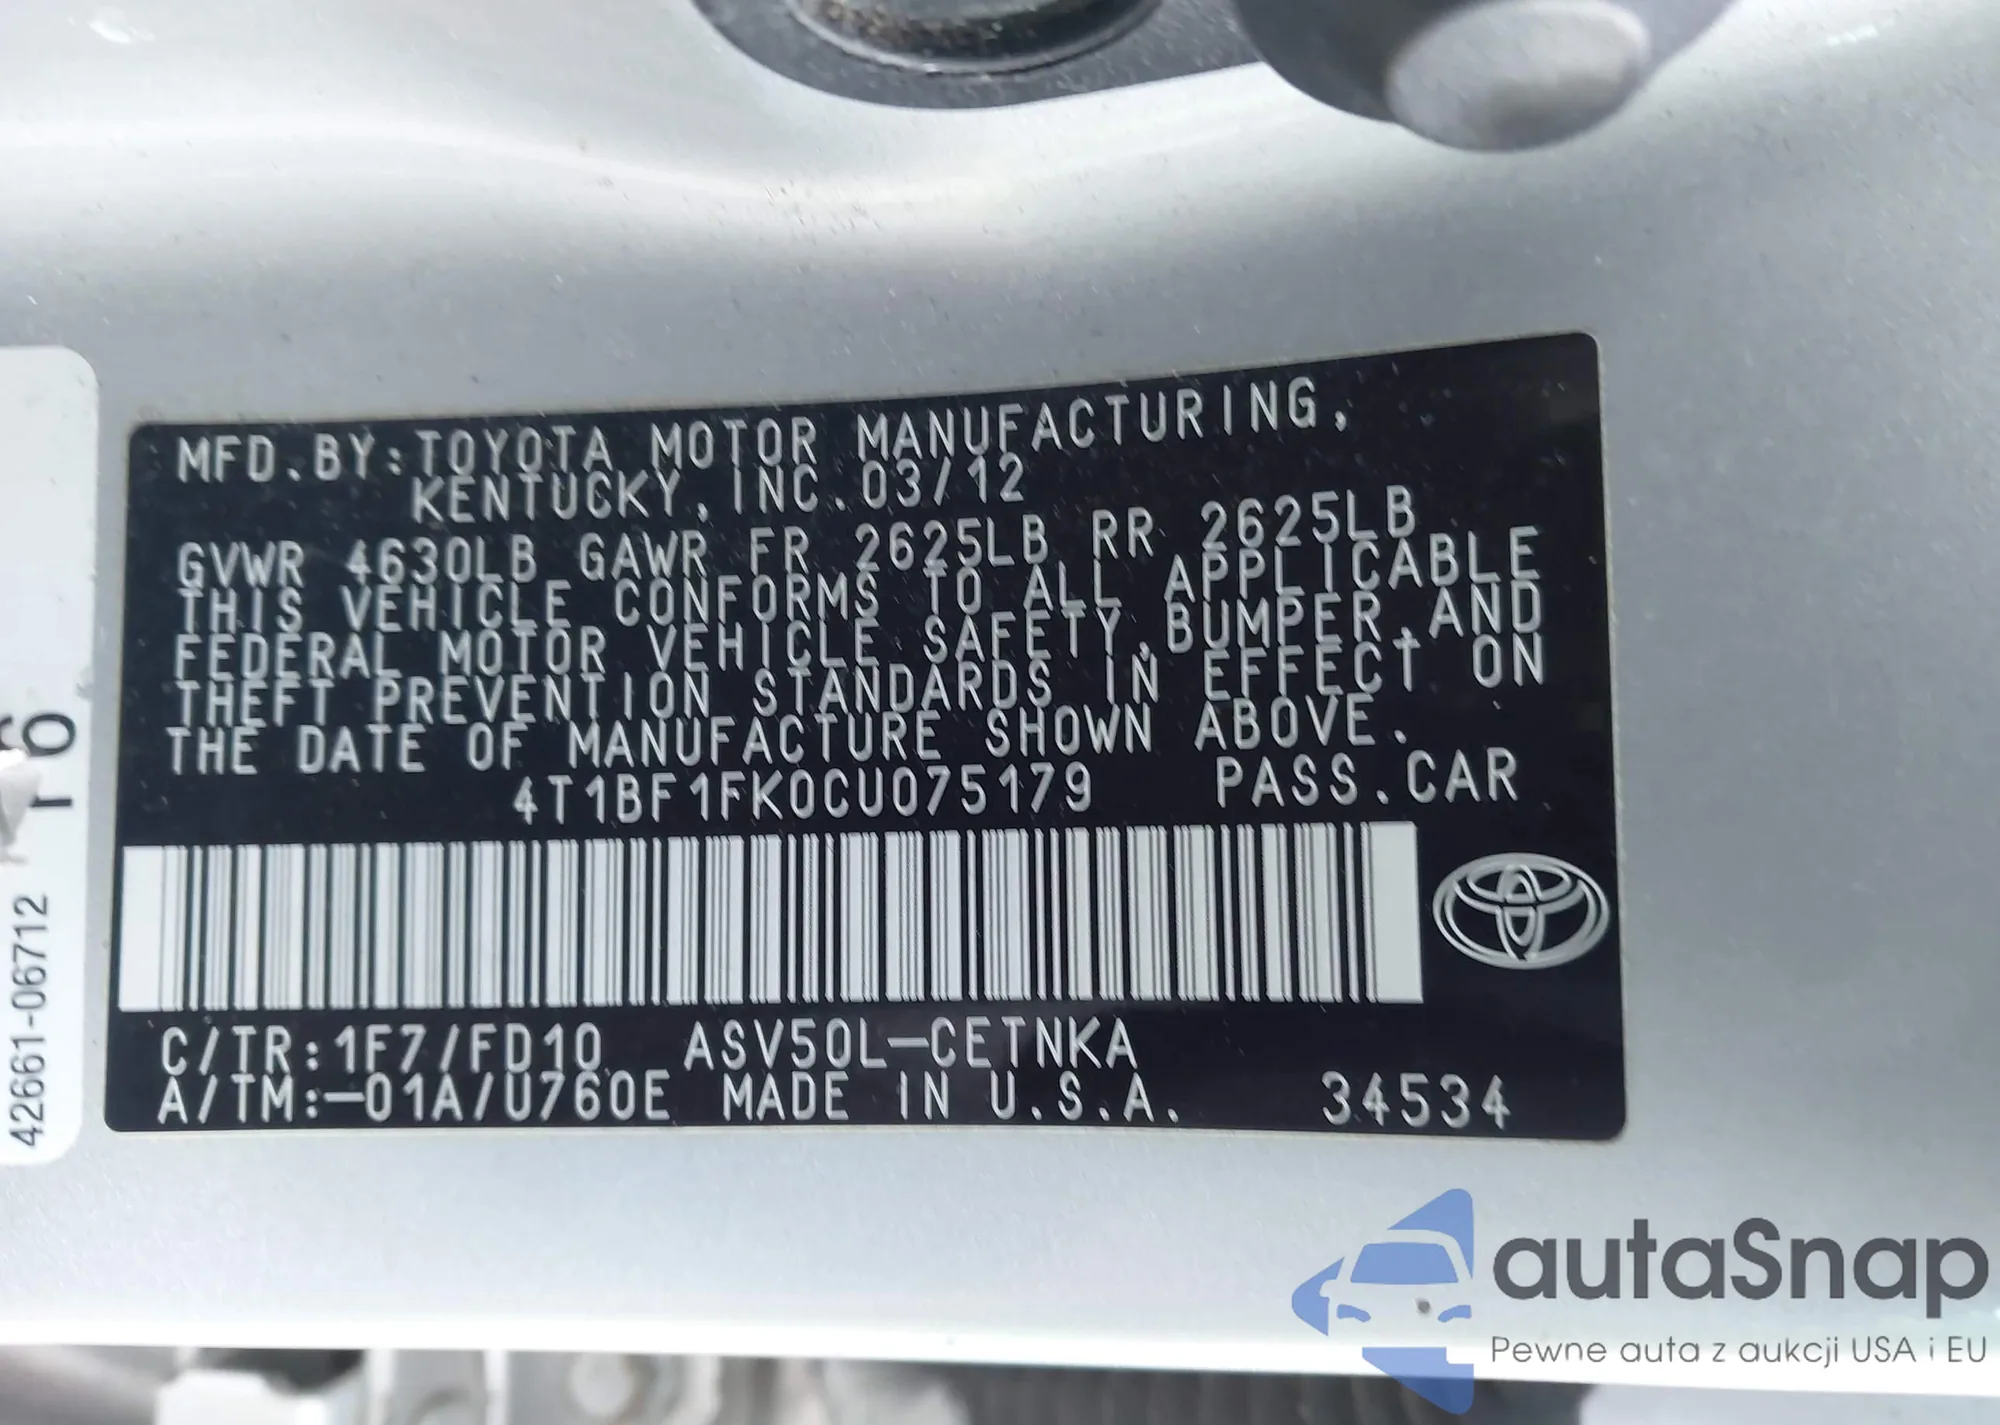 MFD.BY:TOYOTA MOTOR MANUFACTURING,
KENTUCKY, INC.03/12
GVWR 4630LB GAWR FR 2625LB RR 2625LB
THIS VEHICLE CONFORMS TO ALL APPLICABLE
FEDERAL MOTOR VEHICLE SAFETY,BUMPER,AND
THEFT PREVENTION STANDARDS IN EFFECT ON
THE DATE OF MANUFACTURE SHOWN ABOVE.
4T1BF1FK0CU075179 PASS.CAR
C/TR:1F7/FD10 ASV50L-CETNKA
A/TM:-01A/U760E MADE IN U.S.A. 34534
42661-06712
autaSnap
Pewne auta z aukcji USA i EU